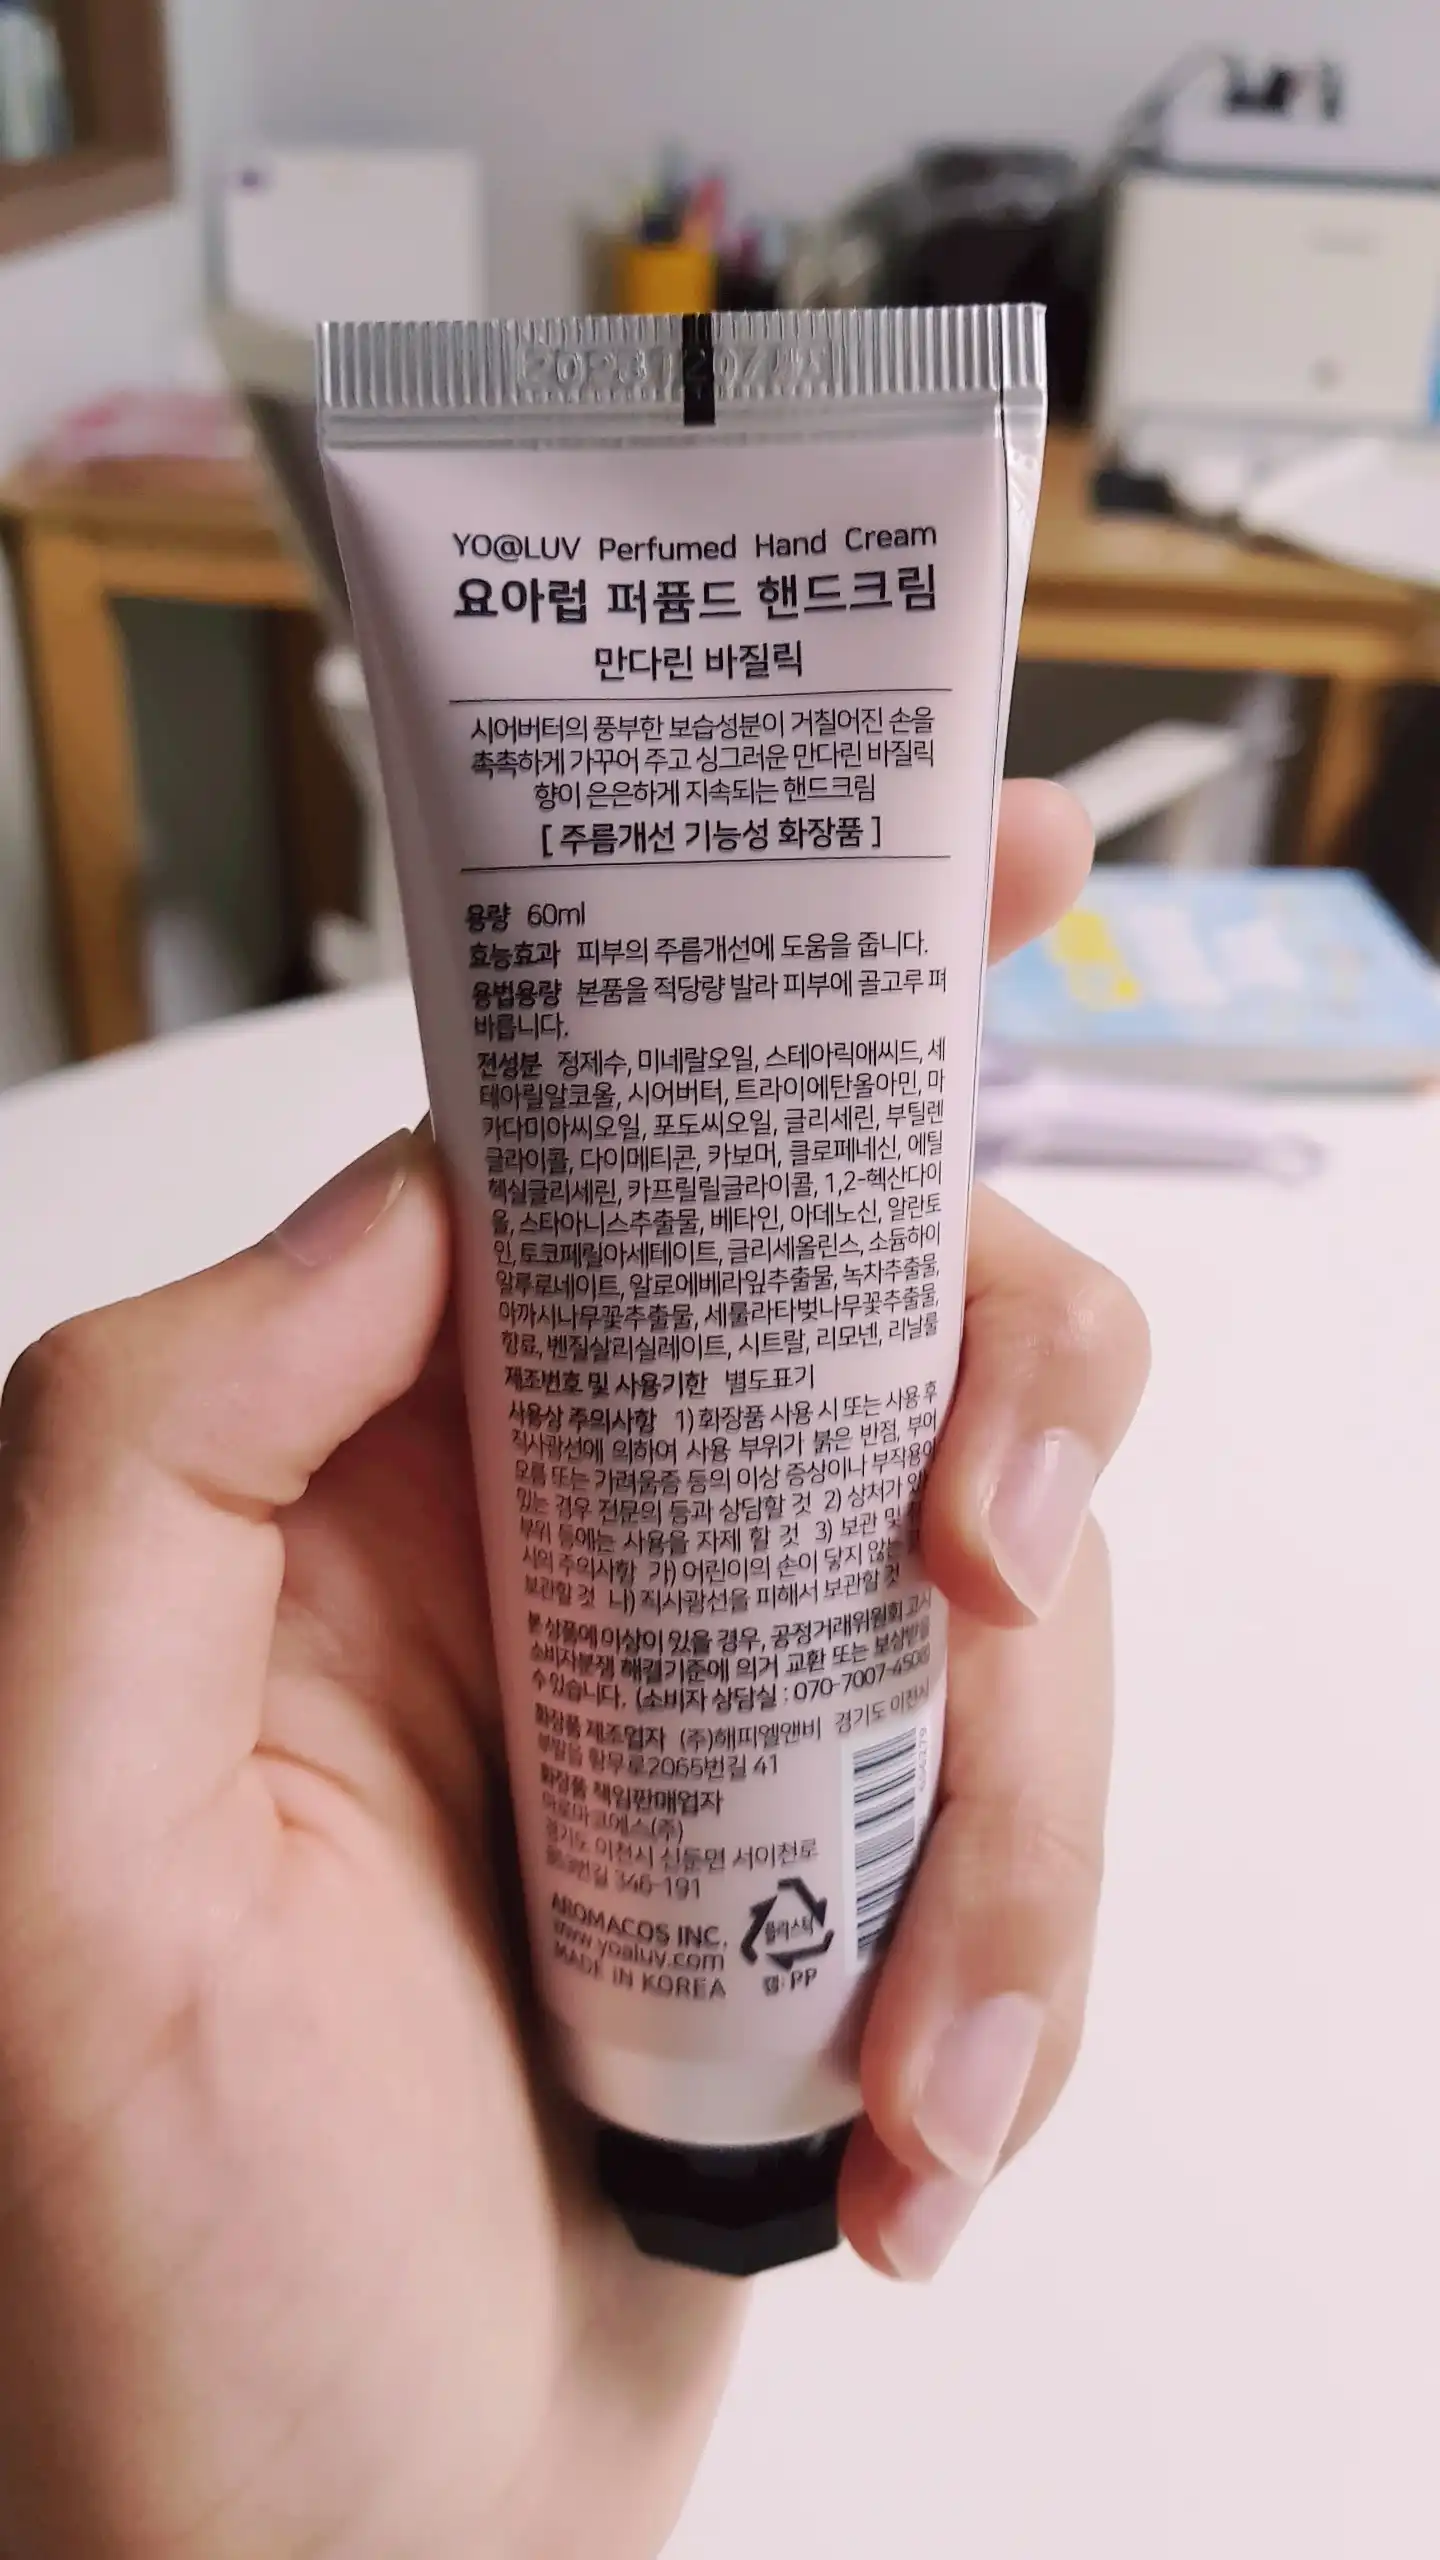 YO@LUV Perfumed Hand Cream
요아럽 퍼퓸드 핸드크림
만다린 바질릭
시어버터의 풍부한 보습성분이 거칠어진 손을
촉촉하게 가꾸어 주고 싱그러운 만다린 바질릭
향이 은은하게 지속되는 핸드크림
[ 주름개선 기능성 화장품 ]
용량 60ml
효능효과 피부의 주름개선에 도움을 줍니다.
용법용량 본품을 적당량 발라 피부에 골고루 펴
바릅니다.
전성분 정제수, 미네랄오일, 스테아릭애씨드, 세
테아릴알코올, 시어버터, 트라이에탄올아민, 마
카다미아씨오일, 포도씨오일, 글리세린, 부틸렌
글라이콜, 다이메티콘, 카보머, 클로페네신, 에틸
헥실글리세린, 카프릴릴글라이콜, 1,2-헥산다이
올, 스타아니스추출물, 베타인, 아데노신, 알란토
인, 토코페릴아세테이트, 글리세올린스, 소듐하이
알루로네이트, 알로에베라잎추출물, 녹차추출물,
아까시나무꽃추출물, 세룰라타벚나무꽃추출물,
향료, 벤질살리실레이트, 시트랄, 리모넨, 리날룰
제조번호 및 사용기한 별도표기
사용상 주의사항 1) 화장품 사용 시 또는 사용 후
직사광선에 의하여 사용 부위가 붉은 반점, 부어
오름 또는 가려움증 등의 이상 증상이나 부작용이
있는 경우 전문의 등과 상담할 것 2) 상처가 있는
부위 등에는 사용을 자제 할 것 3) 보관 및
시의 주의사항 가) 어린이의 손이 닿지 않는
보관할 것 나) 직사광선을 피해서 보관할 것
본 상품에 이상이 있을 경우, 공정거래위원회 고시
소비자분쟁 해결기준에 의거 교환 또는 보상받을
수 있습니다. (소비자 상담실 : 070-7007-4500)
화장품 제조업자 (주)해피엘앤비 경기도 이천시
부발읍 황무로2065번길 41
화장품 책임판매업자
아로마코에스(주)
경기도 이천시 신둔면 서이천로
346-191
AROMACOS INC.
www.yoaluv.com
MADE IN KOREA
플라스틱
캡: PP